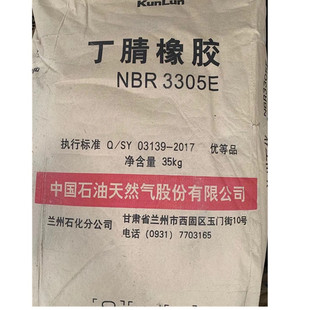 KunLun
丁腈橡胶
NBR 3305E
执行标准 Q/SY 03139-2017 优等品
净含量 35kg
中国石油天然气股份有限公司
兰州石化分公司 甘肃省兰州市西固区玉门街10号
电话 (0931) 7703165